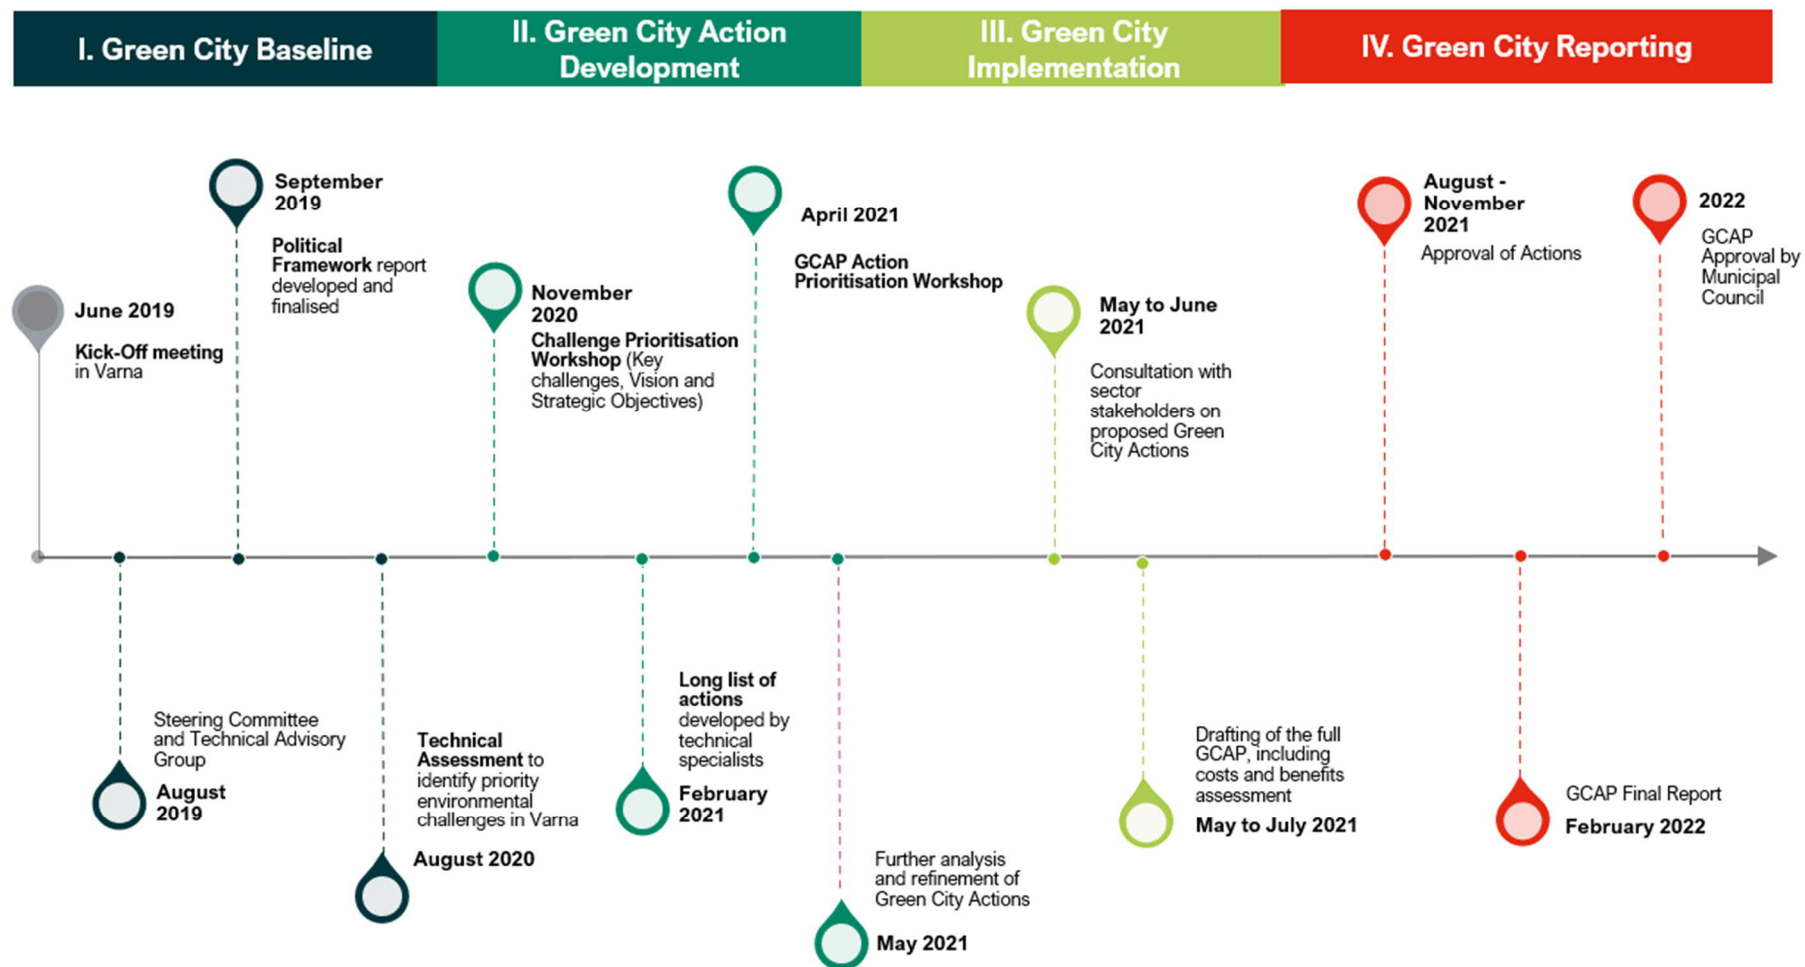 I. Green City Baseline
II. Green City Action
Development
III. Green City
Implementation
IV. Green City Reporting
June 2019
Kick-Off meeting
in Varna
September
2019
Political
Framework report
developed and
finalised
November
2020
Challenge Prioritisation
Workshop (Key
challenges, Vision and
Strategic Objectives)
April 2021
GCAP Action
Prioritisation Workshop
May to June
2021
Consultation with
sector
stakeholders on
proposed Green
City Actions
August -
November
2021
Approval of Actions
2022
GCAP
Approval by
Municipal
Council
Steering Committee
and Technical Advisory
Group
August
2019
Technical
Assessment to
identify priority
environmental
challenges in Varna
August 2020
Long list of
actions
developed by
technical
specialists
February
2021
Further analysis
and refinement of
Green City Actions
May 2021
Drafting of the full
GCAP, including
costs and benefits
assessment
May to July 2021
GCAP Final Report
February 2022